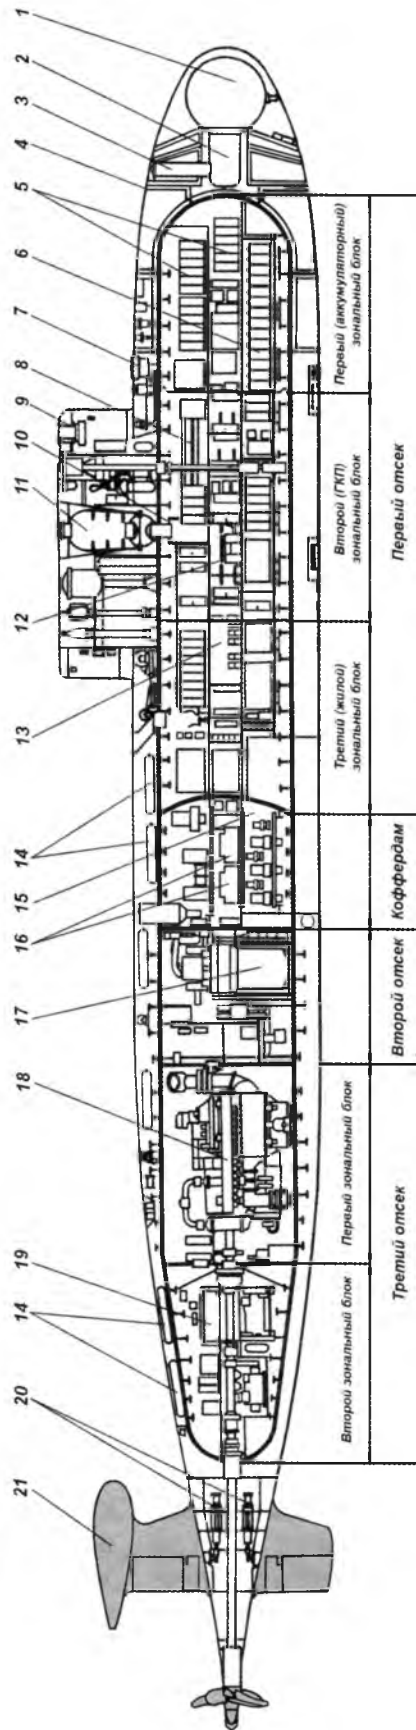 1
2
3
4
5
6
7
8
9
10
11
12
13
14
15
16
17
18
19
14
20
21
Первый (аккумуляторный)
зональный блок
Второй (ГКП)
зональный блок
Третий (жилой)
зональный блок
Первый отсек
Коффердам
Второй отсек
Первый зональный блок
Второй зональный блок
Третий отсек